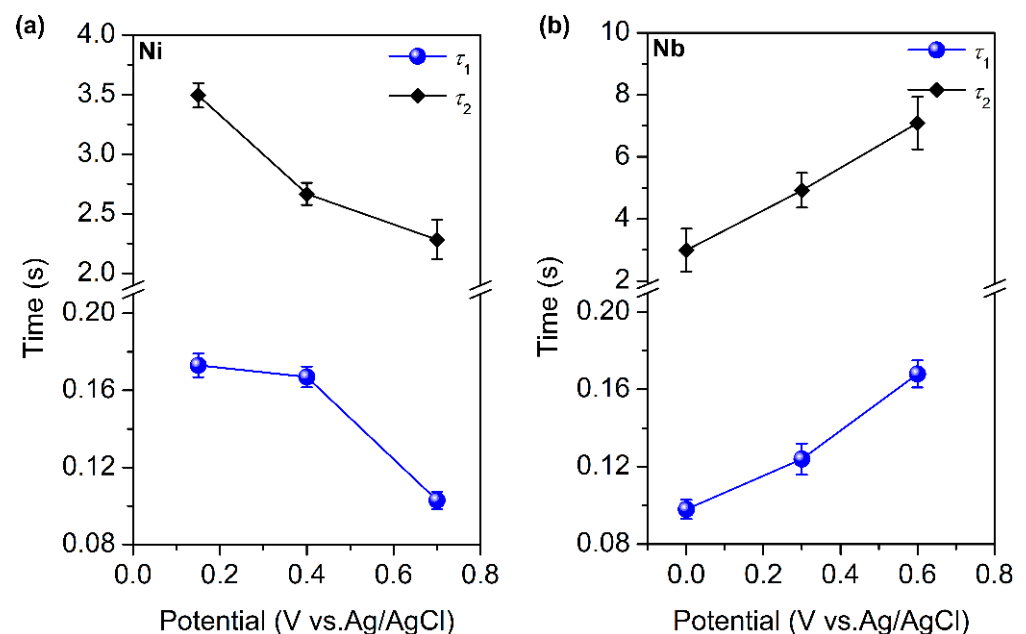 (a)
Ni
τ1
τ2
4.0
3.5
3.0
2.5
2.0
0.20
0.16
0.12
0.08
Time (s)
0.0 0.2 0.4 0.6 0.8
Potential (V vs.Ag/AgCl)
(b)
Nb
τ1
τ2
10
8
6
4
2
0.20
0.16
0.12
0.08
Time (s)
0.0 0.2 0.4 0.6 0.8
Potential (V vs.Ag/AgCl)